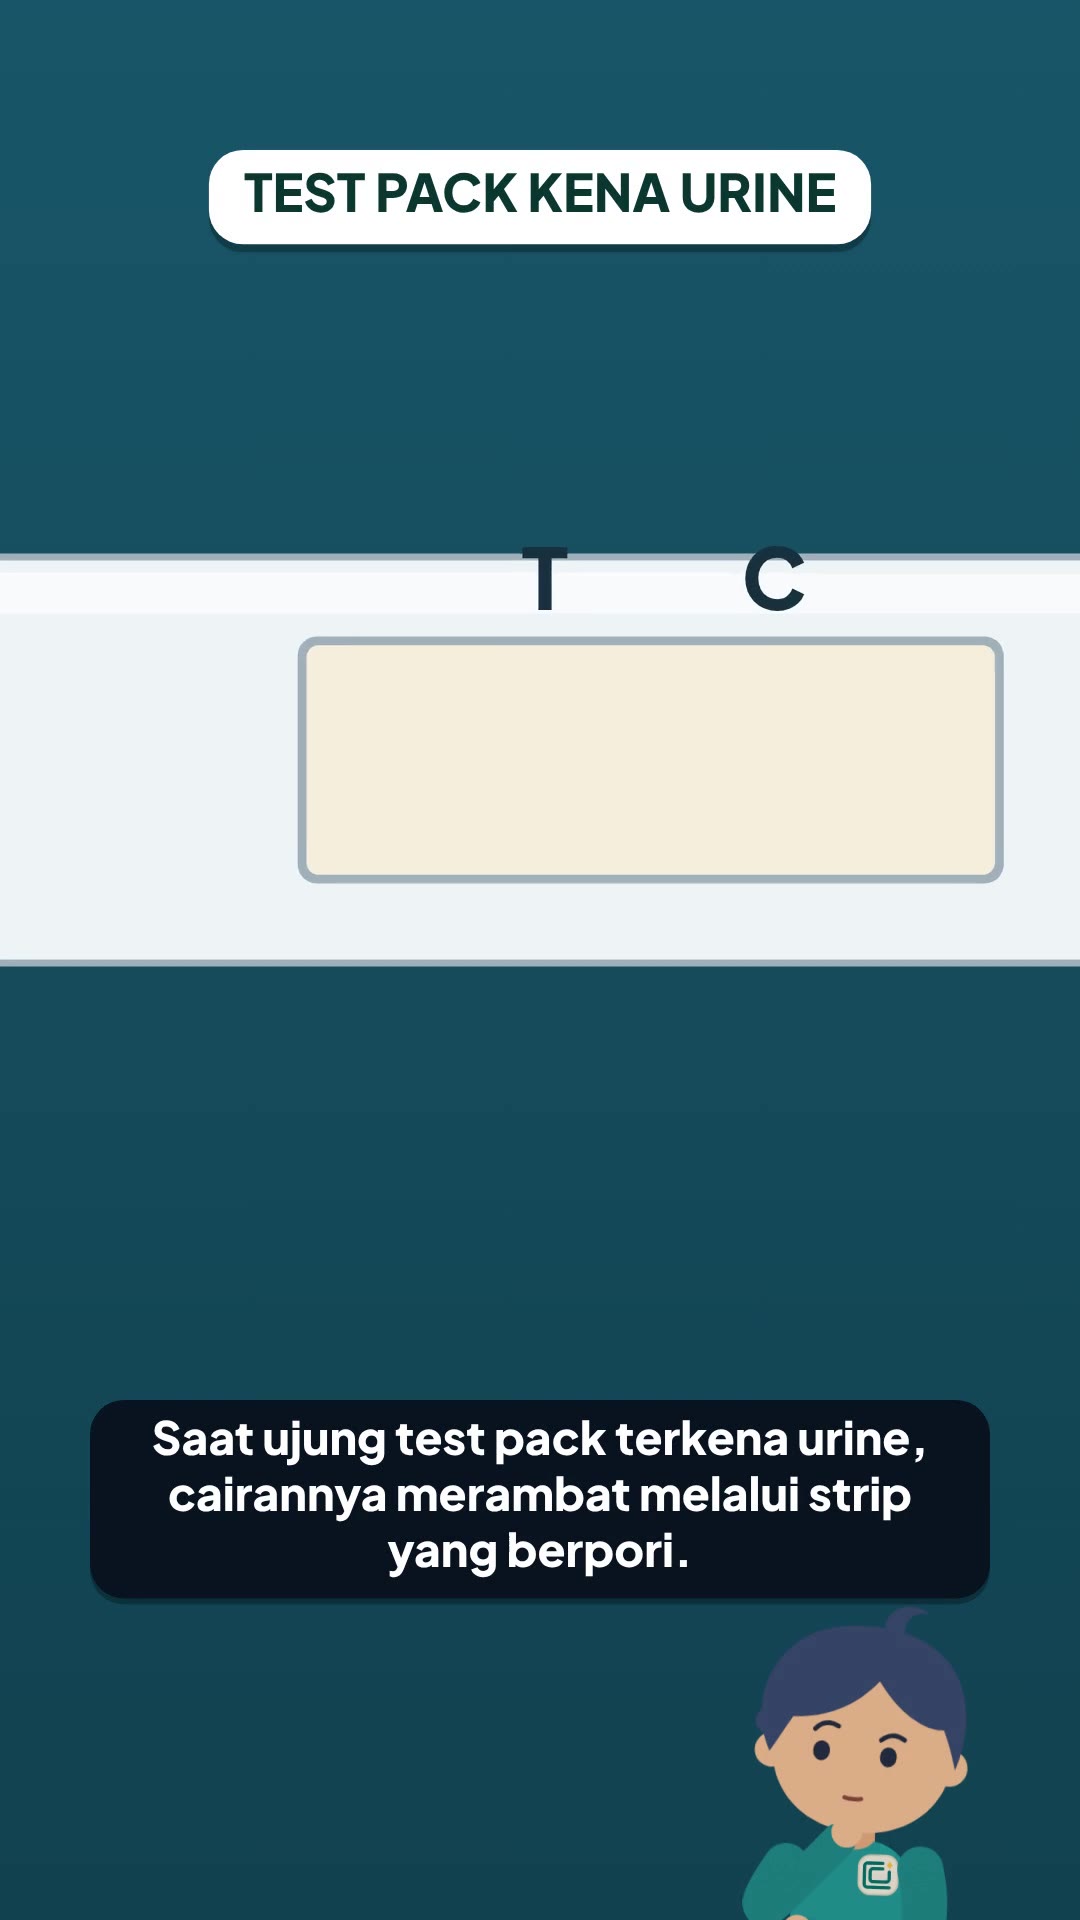 TEST PACK KENA URINE
T C
Saat ujung test pack terkena urine,
cairannya merambat melalui strip
yang berpori.